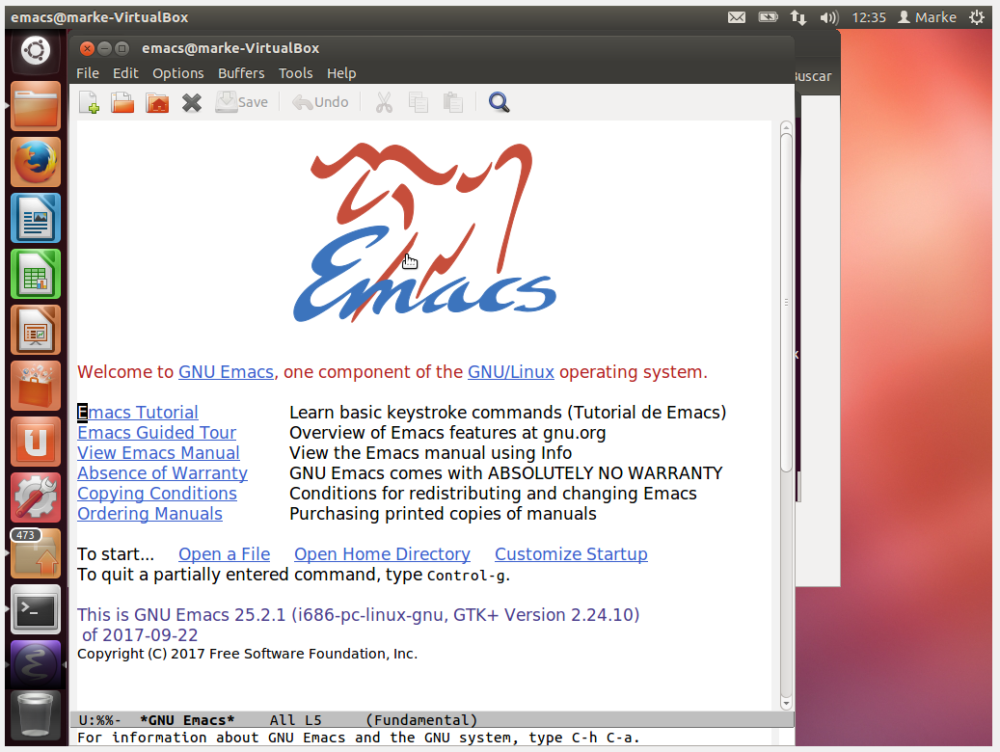 emacs@marke-VirtualBox
12:35 Marke
emacs@marke-VirtualBox
File Edit Options Buffers Tools Help
Buscar
Save Undo
Emacs
Welcome to GNU Emacs, one component of the GNU/Linux operating system.
Emacs Tutorial Learn basic keystroke commands (Tutorial de Emacs)
Emacs Guided Tour Overview of Emacs features at gnu.org
View Emacs Manual View the Emacs manual using Info
Absence of Warranty GNU Emacs comes with ABSOLUTELY NO WARRANTY
Copying Conditions Conditions for redistributing and changing Emacs
Ordering Manuals Purchasing printed copies of manuals
To start... Open a File Open Home Directory Customize Startup
To quit a partially entered command, type Control-g.
This is GNU Emacs 25.2.1 (i686-pc-linux-gnu, GTK+ Version 2.24.10)
of 2017-09-22
Copyright (C) 2017 Free Software Foundation, Inc.
473
U:%%- *GNU Emacs* All L5 (Fundamental)
For information about GNU Emacs and the GNU system, type C-h C-a.